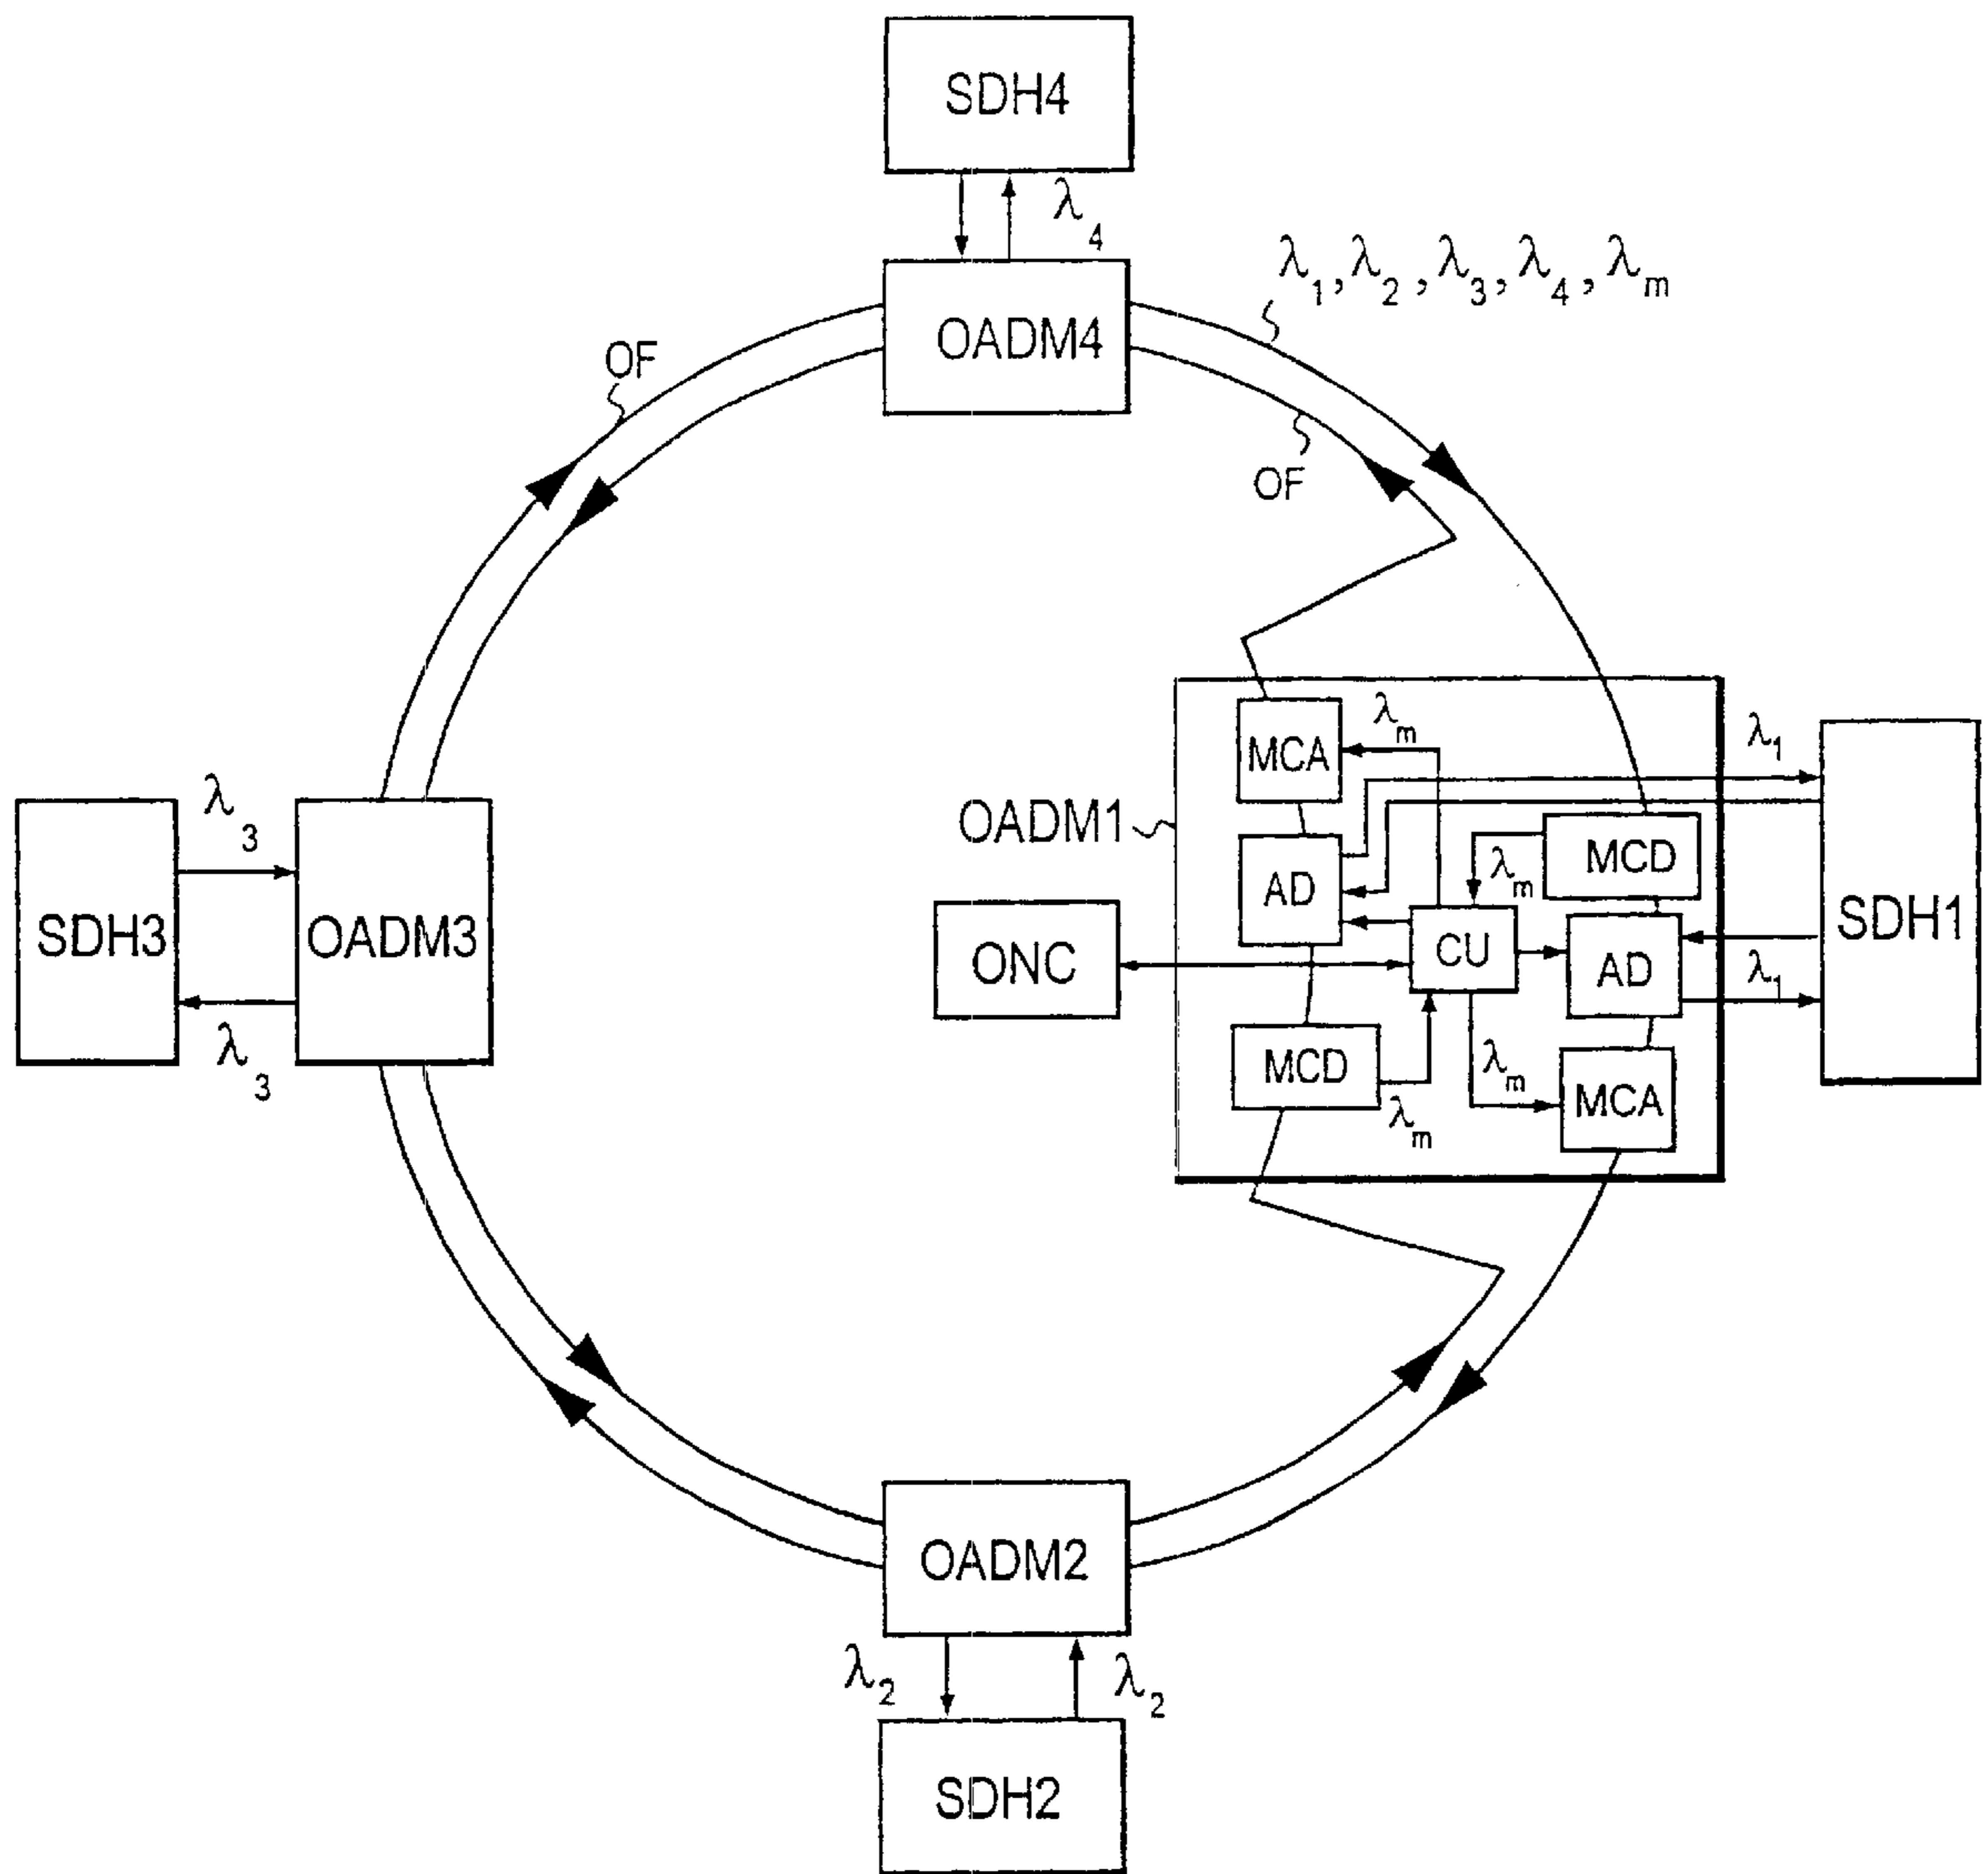 SDH4
λ4
λ1, λ2, λ3, λ4, λm
OADM4
OF
OF
λm
λ1
MCA
OADM1
MCD
λm
λ3
AD
SDH3
OADM3
ONC
CU
AD
SDH1
λ1
λ3
MCD
λm
MCA
λm
OADM2
λ2
λ2
SDH2